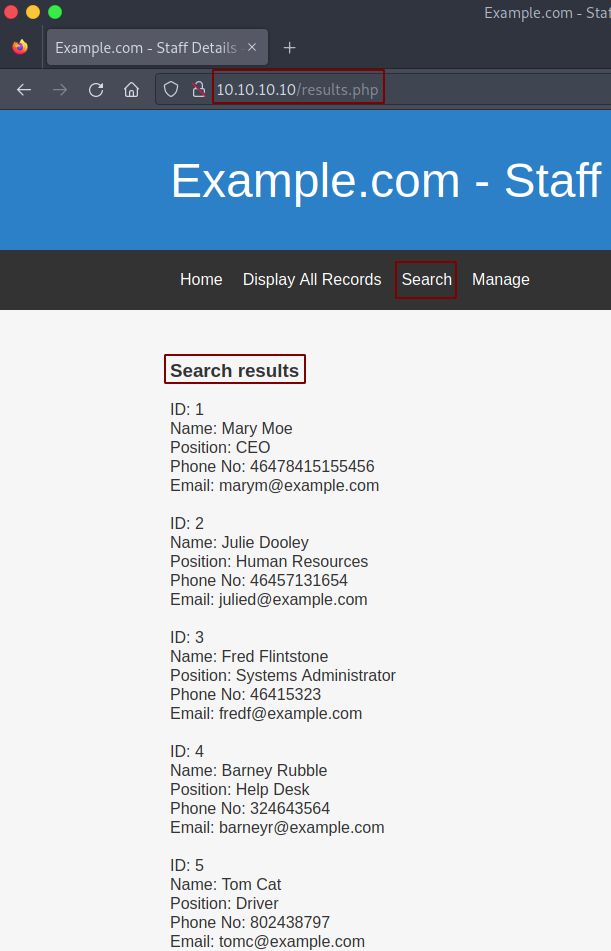 Example.com - Staf
Example.com - Staff Details
10.10.10.10/results.php
Example.com - Staff
Home Display All Records Search Manage
Search results
ID: 1
Name: Mary Moe
Position: CEO
Phone No: 46478415155456
Email: marym@example.com
ID: 2
Name: Julie Dooley
Position: Human Resources
Phone No: 46457131654
Email: julied@example.com
ID: 3
Name: Fred Flintstone
Position: Systems Administrator
Phone No: 46415323
Email: fredf@example.com
ID: 4
Name: Barney Rubble
Position: Help Desk
Phone No: 324643564
Email: barneyr@example.com
ID: 5
Name: Tom Cat
Position: Driver
Phone No: 802438797
Email: tomc@example.com